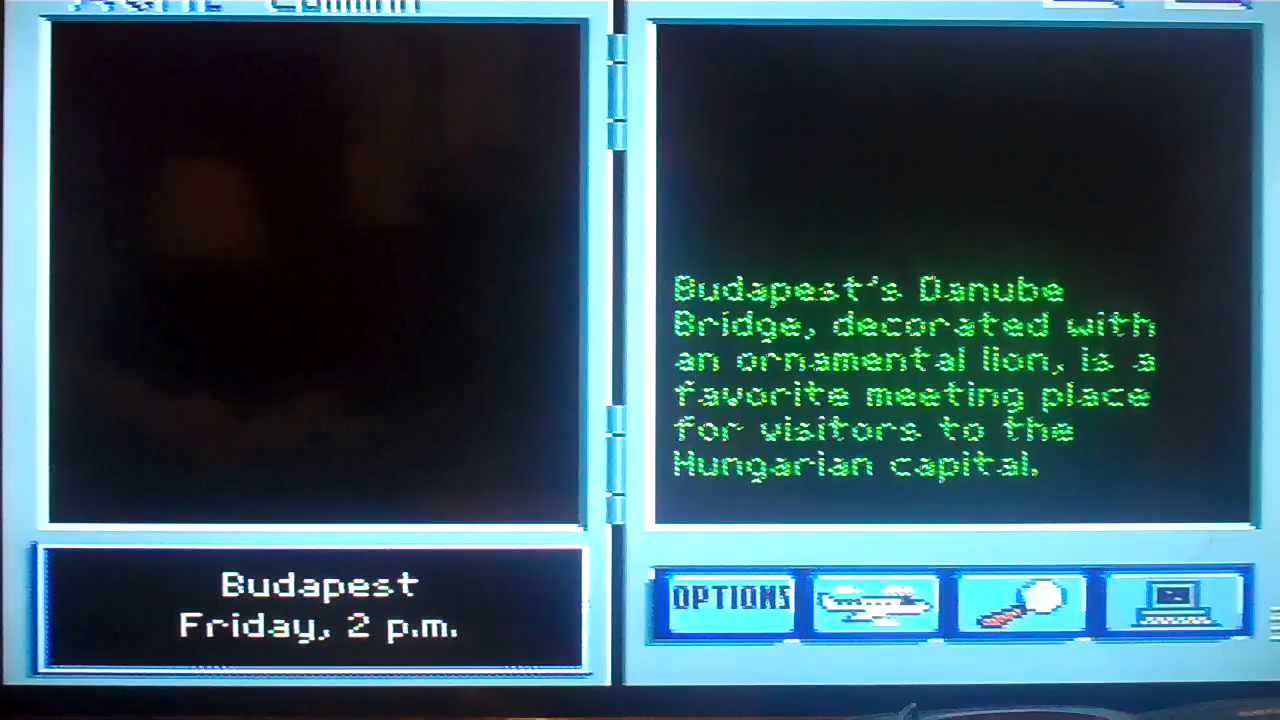 Budapest's Danube
Bridge, decorated with
an ornamental lion, is a
favorite meeting place
for visitors to the
Hungarian capital.
Budapest
Friday, 2 p.m.
OPTIONS